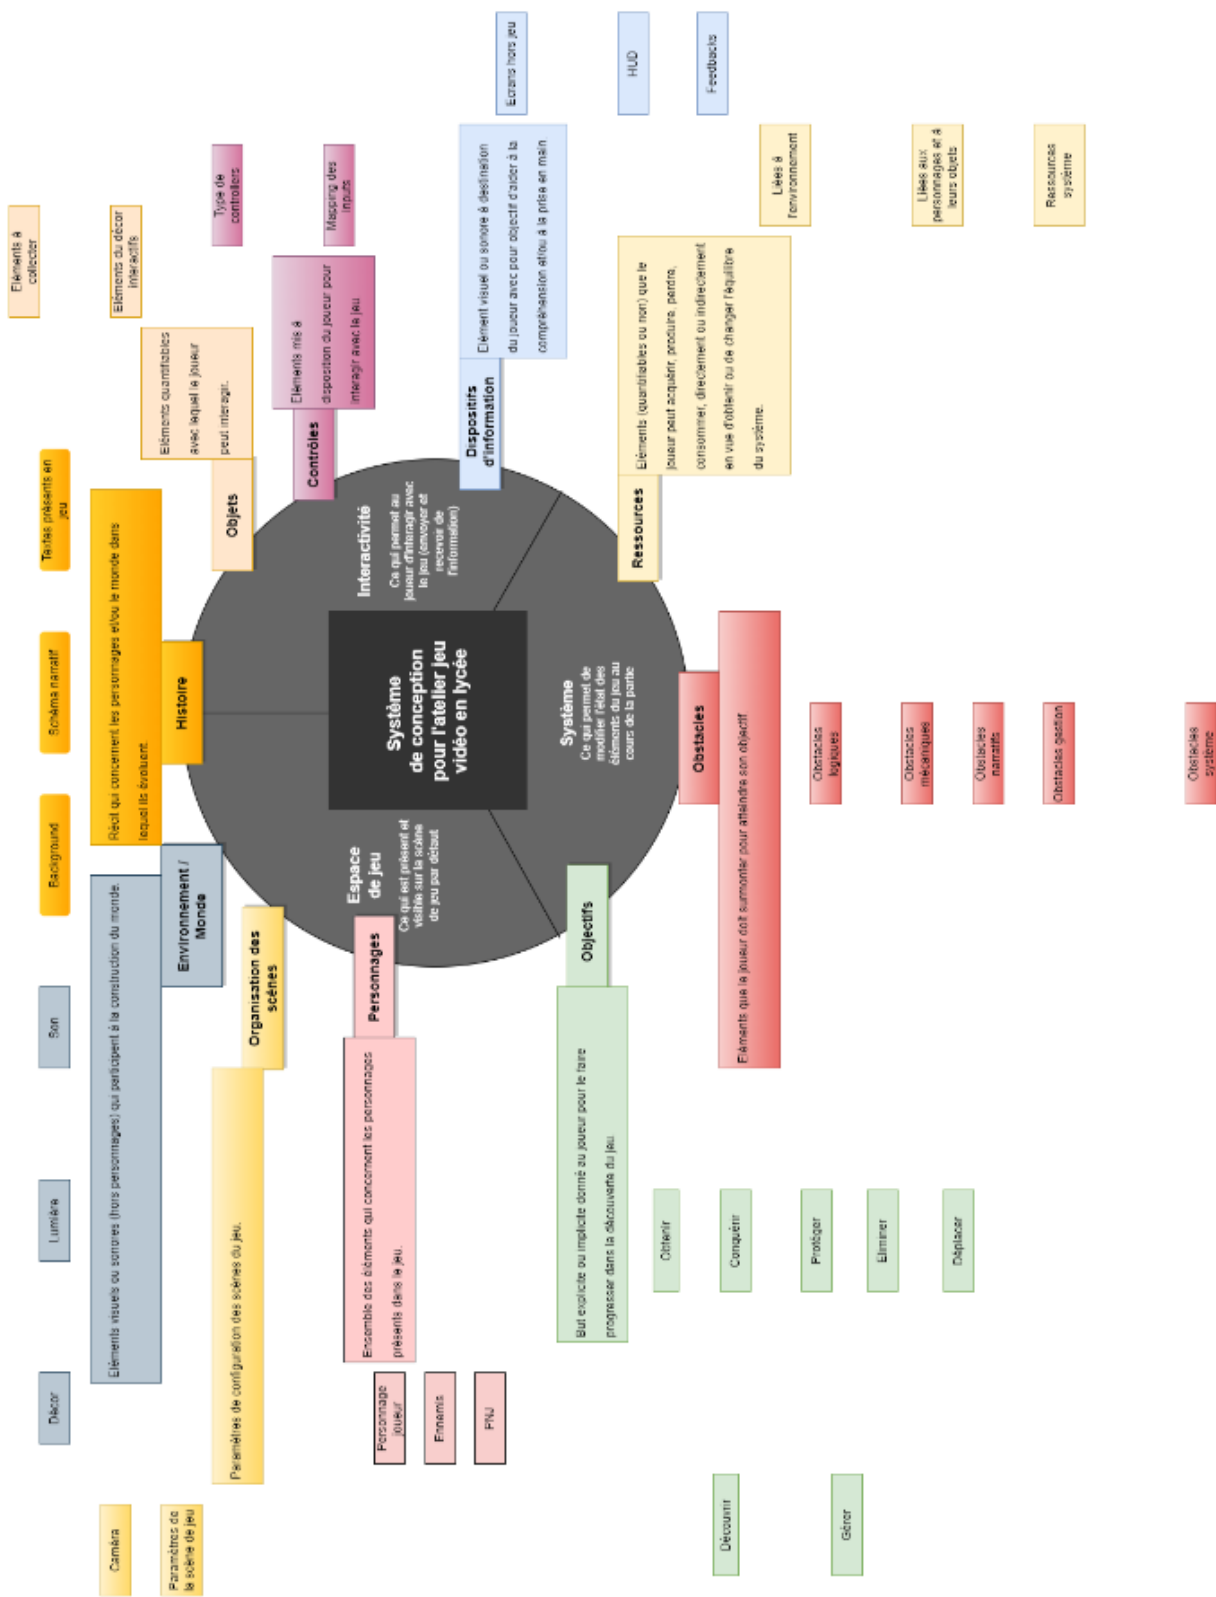 Système
de conception
pour l'atelier jeu
vidéo en lycée
Espace
de jeu
Ce qui est présent et
visible sur la scène
de jeu par défaut
Interactivité
Ce qui permet au
joueur d'interagir avec
le jeu (envoyer et
recevoir de
l'information)
Système
Ce qui permet de
modifier l'état des
éléments du jeu au
cours de la partie
Histoire
Récit qui concernent les personnages et/ou le monde dans
lequel ils évoluent.
Background
Schéma narratif
Textes présents en
jeu
Environnement /
Monde
Eléments visuels ou sonores (hors personnages) qui participent à la construction du monde.
Décor
Lumière
Son
Organisation des
scènes
Paramètres de configuration des scènes du jeu.
Caméra
Paramètres de
la scène de jeu
Personnages
Ensemble des éléments qui concernent les personnages
présents dans le jeu.
Personnage
joueur
Ennemis
PNJ
Objectifs
But explicite ou implicite donné au joueur pour le faire
progresser dans la découverte du jeu.
Obtenir
Conquérir
Protéger
Eliminer
Déplacer
Découvrir
Gérer
Obstacles
Eléments que le joueur doit surmonter pour atteindre son objectif
Obstacles
logiques
Obstacles
mécaniques
Obstacles
narratifs
Obstacles gestion
Obstacles
système
Ressources
Eléments (quantifiables ou non) que le
joueur peut acquérir, produire, perdre,
consommer, directement ou indirectement
en vue d'obtenir ou de changer l'équilibre
du système.
Liées à
l'environnement
Liées aux
personnages et à
leurs objets
Ressources
système
Dispositifs
d'information
Elément visuel ou sonore à destination
du joueur avec pour objectif d'aider à la
compréhension et/ou à la prise en main.
Ecrans hors jeu
HUD
Feedbacks
Contrôles
Eléments mis à
disposition du joueur pour
interagir avec le jeu
Type de
controllers
Mapping des
inputs
Objets
Eléments quantifiables
avec lequel le joueur
peut interagir.
Eléments à
collecter
Eléments du décor
interactifs